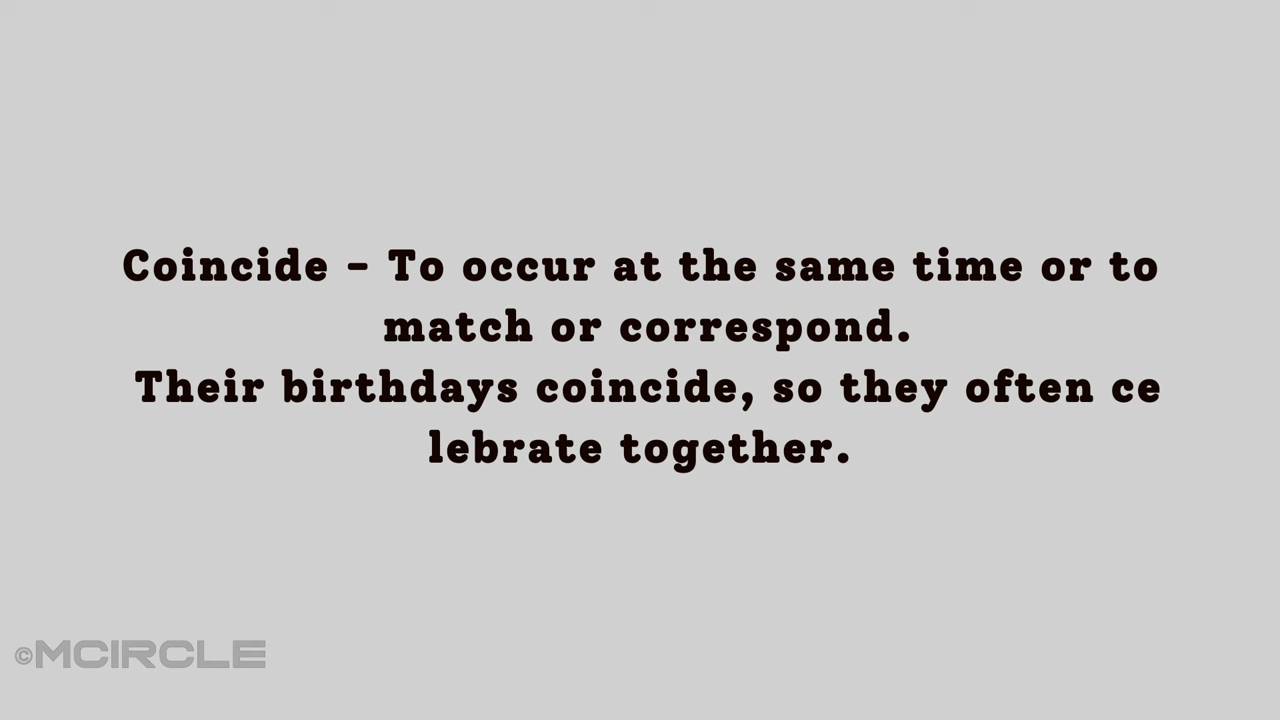 Coincide - To occur at the same time or to
match or correspond.
Their birthdays coincide, so they often ce
lebrate together.
©MCIRCLE